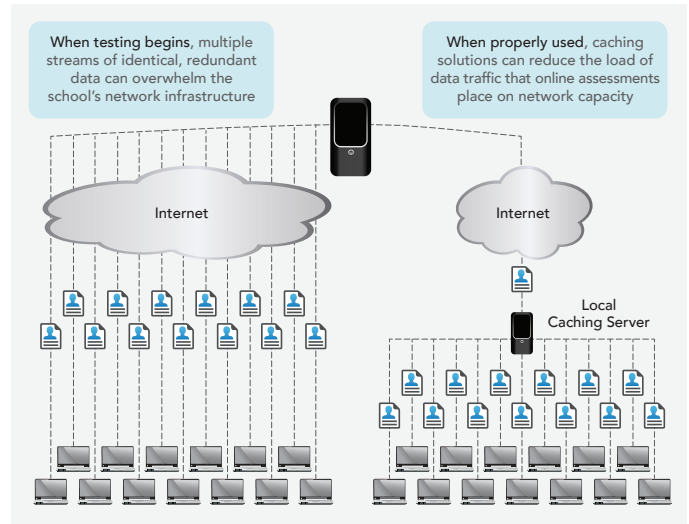 When testing begins, multiple
streams of identical, redundant
data can overwhelm the
school's network infrastructure
When properly used, caching
solutions can reduce the load of
data traffic that online assessments
place on network capacity
Internet
Internet
Local
Caching Server